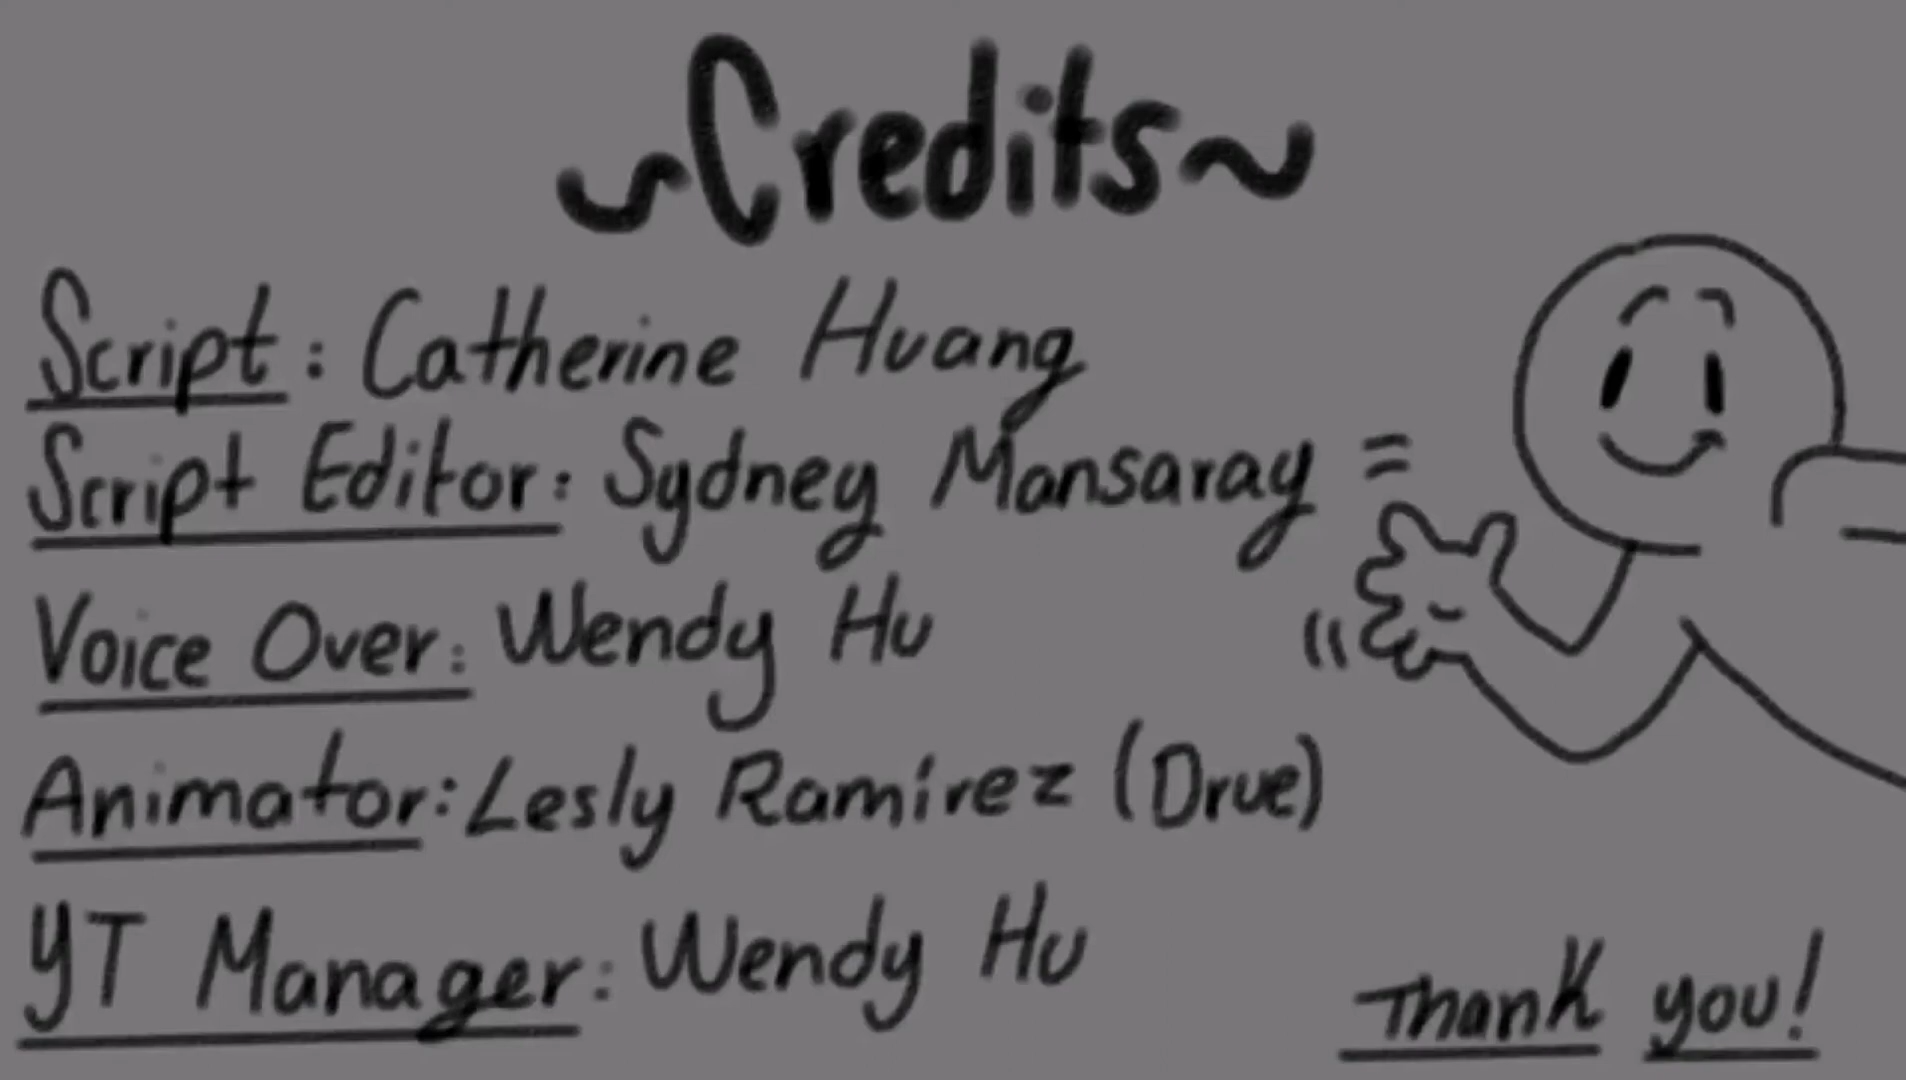 ~Credits~
Script: Catherine Huang
Script Editor: Sydney Mansaray
Voice Over: Wendy Hu
Animator: Lesly Ramirez (Drue)
YT Manager: Wendy Hu
Thank you!